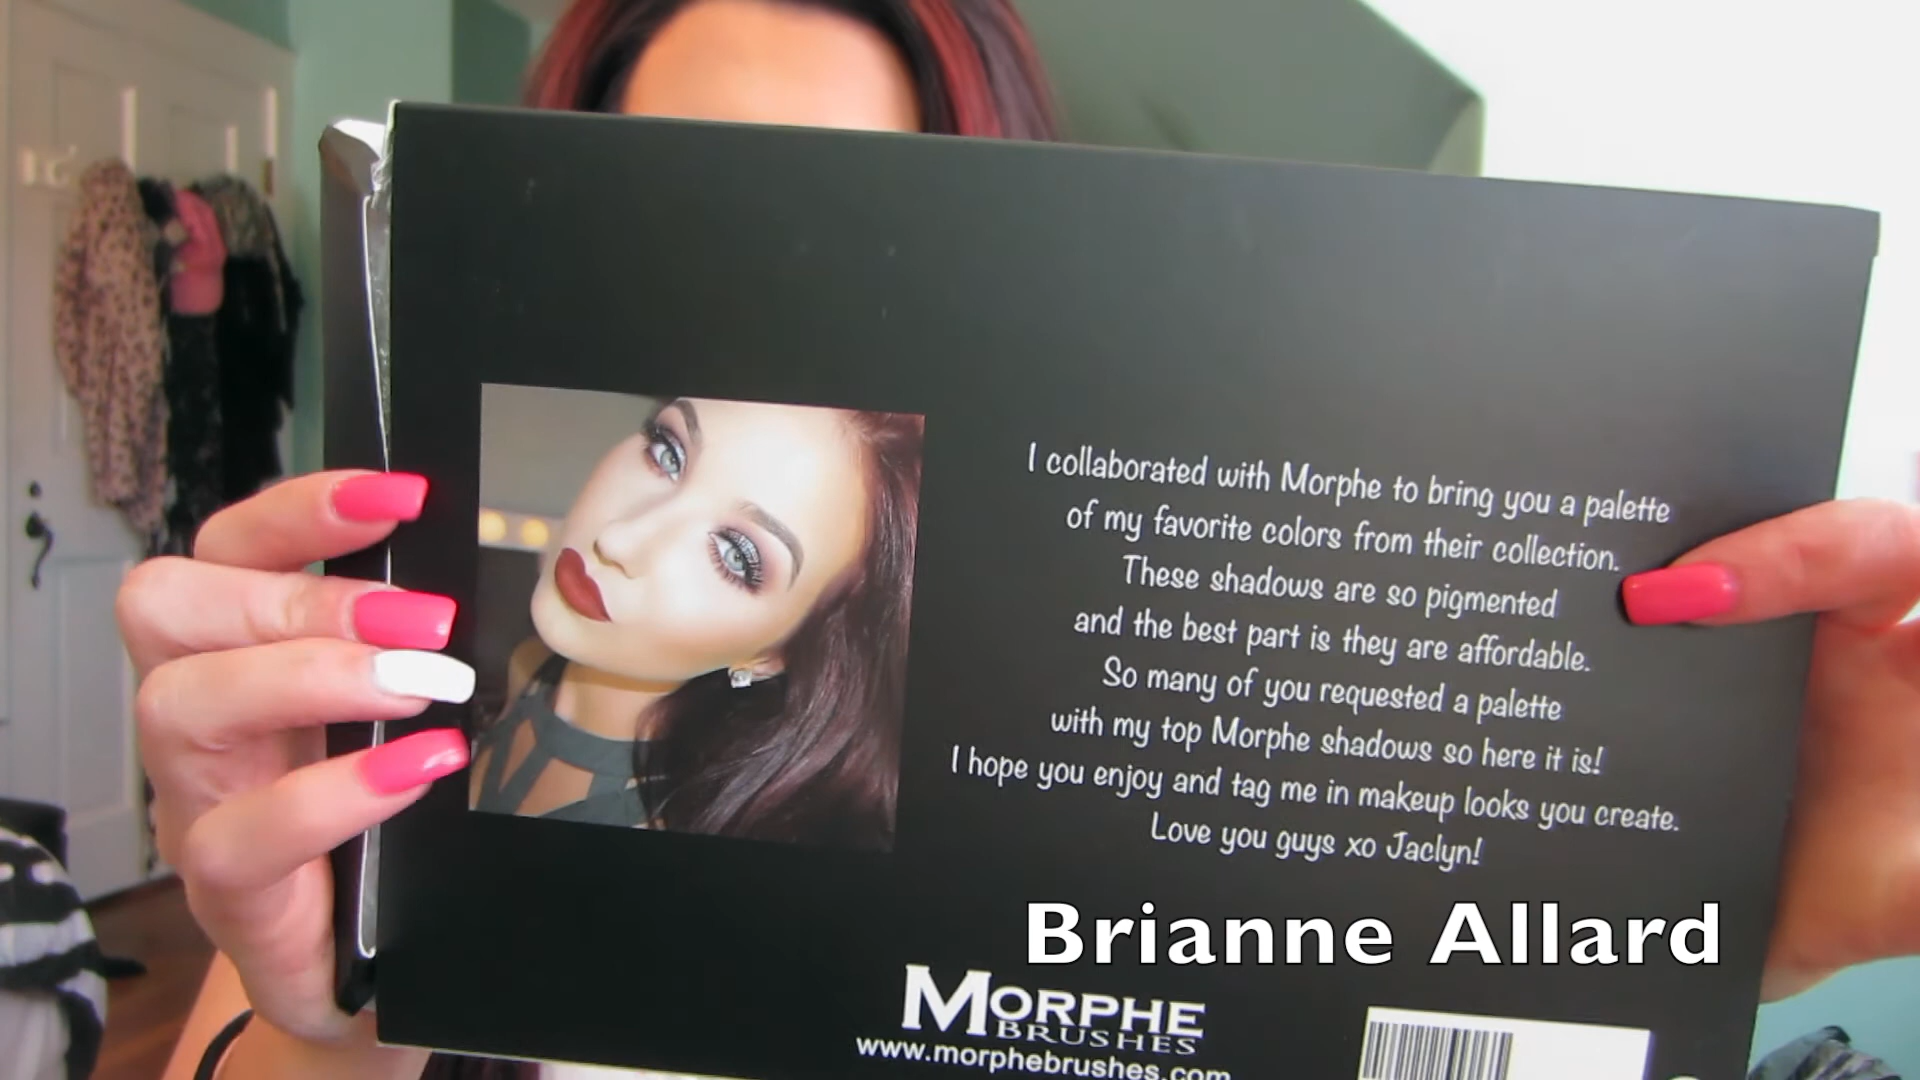 I collaborated with Morphe to bring you a palette
of my favorite colors from their collection.
These shadows are so pigmented
and the best part is they are affordable.
So many of you requested a palette
with my top Morphe shadows so here it is!
I hope you enjoy and tag me in makeup looks you create.
Love you guys xo Jaclyn!
Brianne Allard
MORPHE
BRUSHES
www.morphebrushes.com